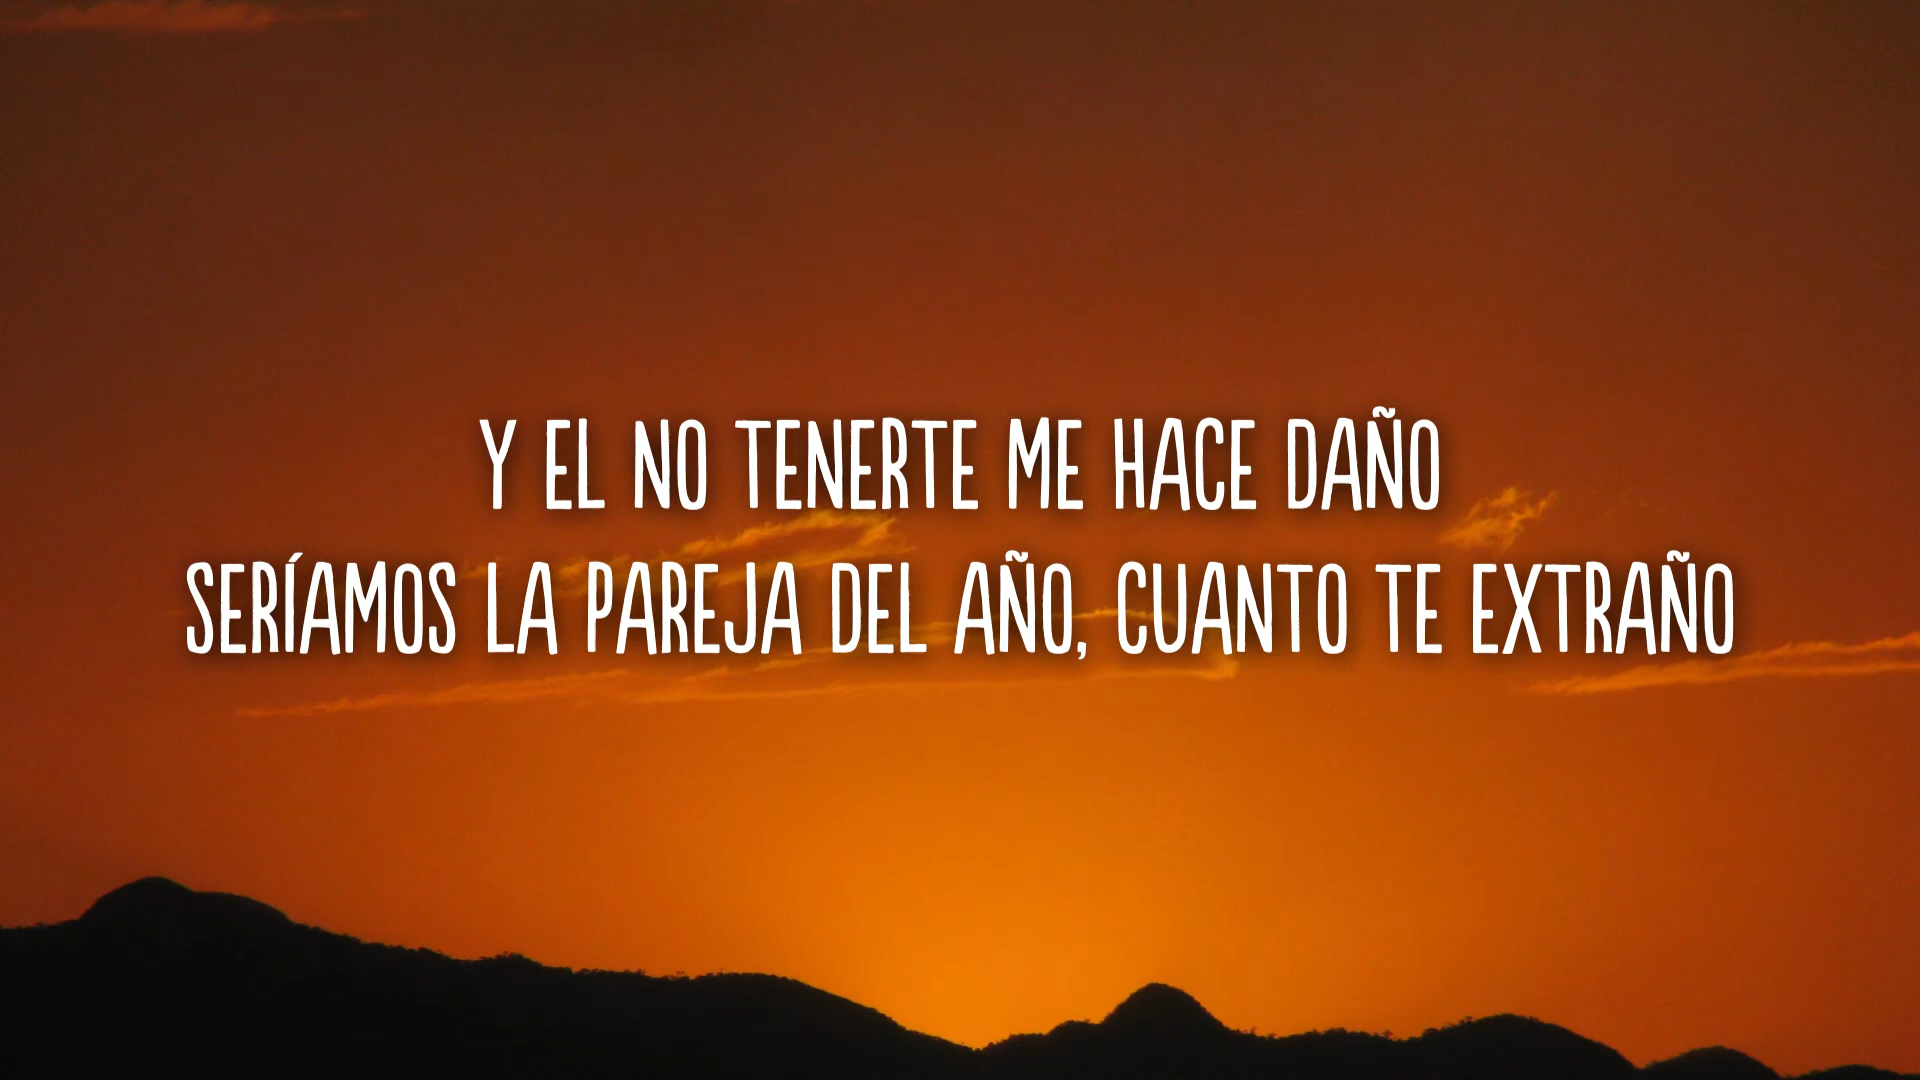 Y EL NO TENERTE ME HACE DAÑO
SERÍAMOS LA PAREJA DEL AÑO, CUANTO TE EXTRAÑO